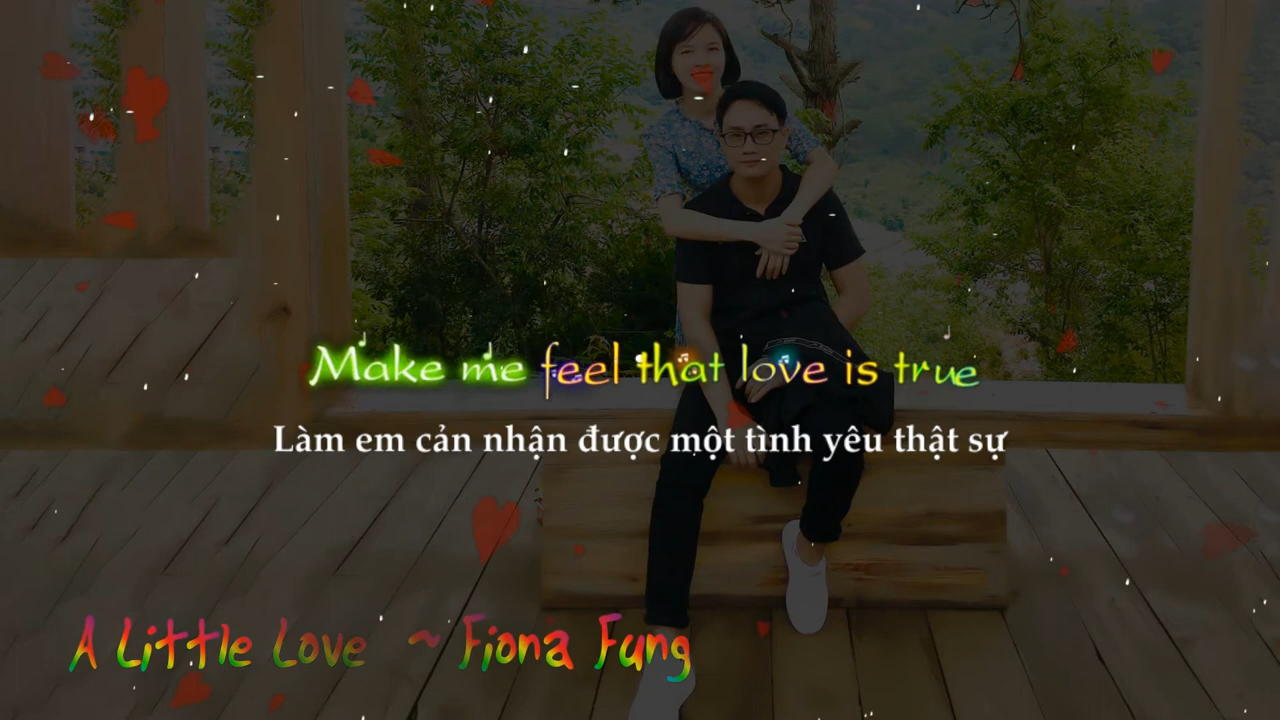 Make me feel that love is true
Làm em cản nhận được một tình yêu thật sự
A Little Love ~ Fiona Fung